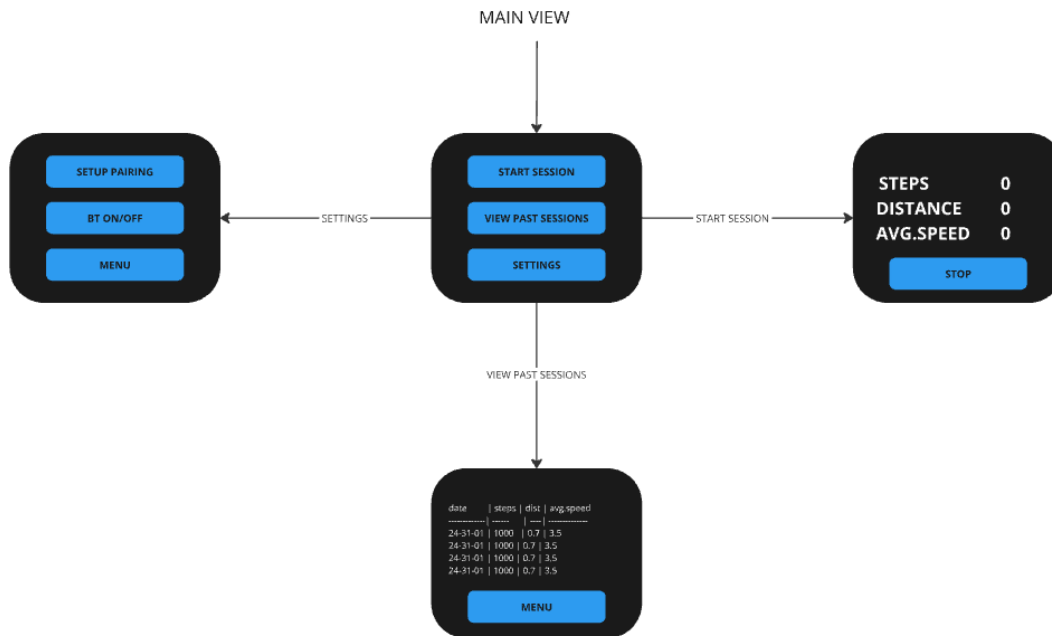 MAIN VIEW
SETUP PAIRING
BT ON/OFF
MENU
SETTINGS
START SESSION
VIEW PAST SESSIONS
SETTINGS
START SESSION
STEPS 0
DISTANCE 0
AVG.SPEED 0
STOP
VIEW PAST SESSIONS
date | steps | dist | avg.speed
-------------| ------ | ----| --------------
24-31-01 | 1000 | 0.7 | 3.5
24-31-01 | 1000 | 0.7 | 3.5
24-31-01 | 1000 | 0.7 | 3.5
24-31-01 | 1000 | 0.7 | 3.5
MENU